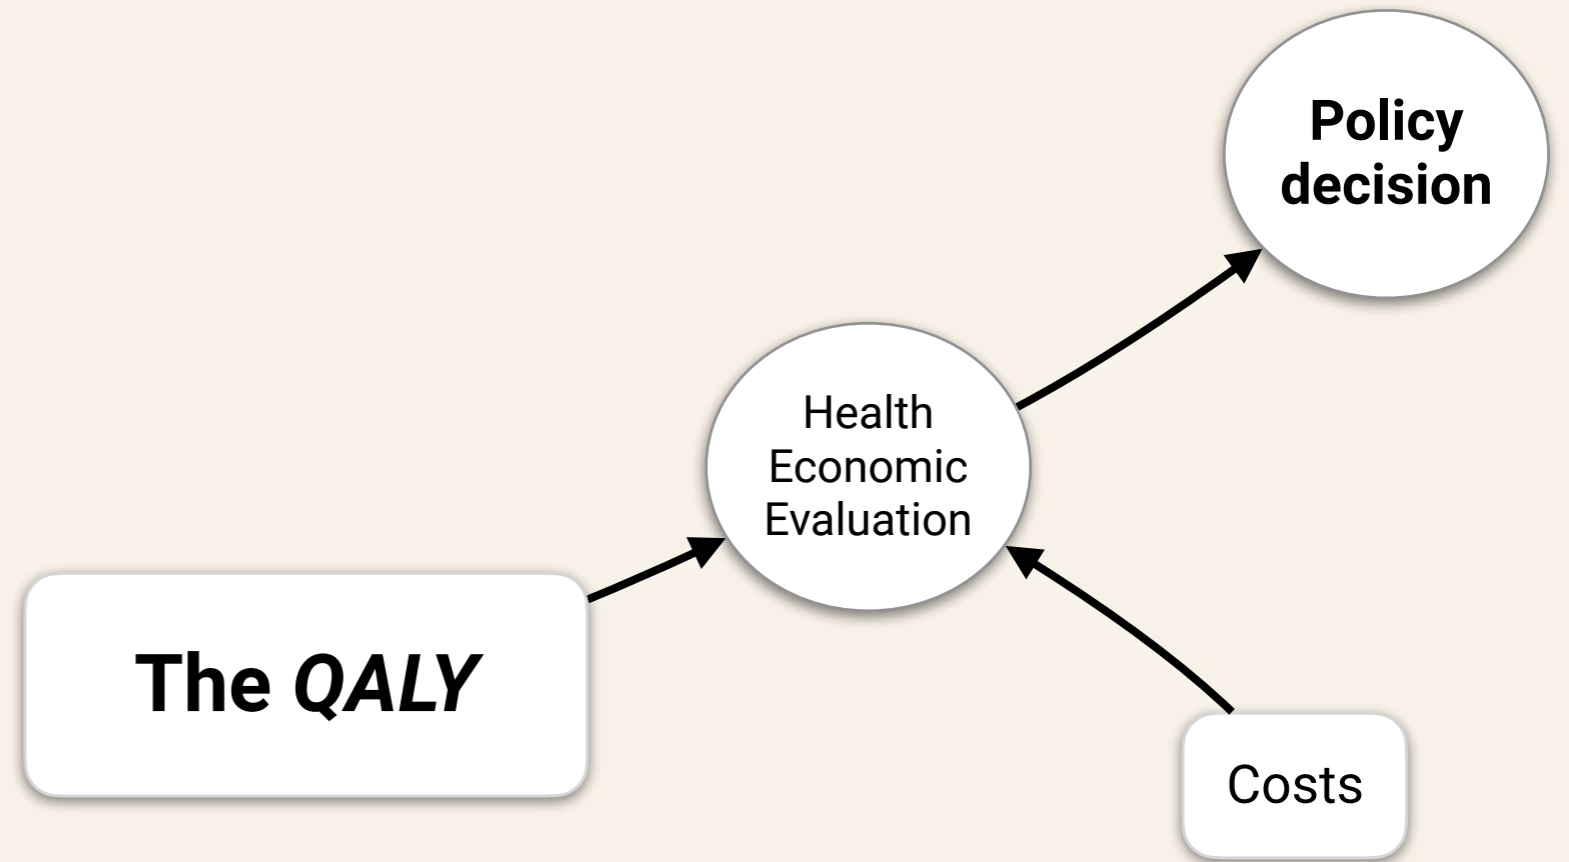 Policy
decision
Health
Economic
Evaluation
The QALY
Costs